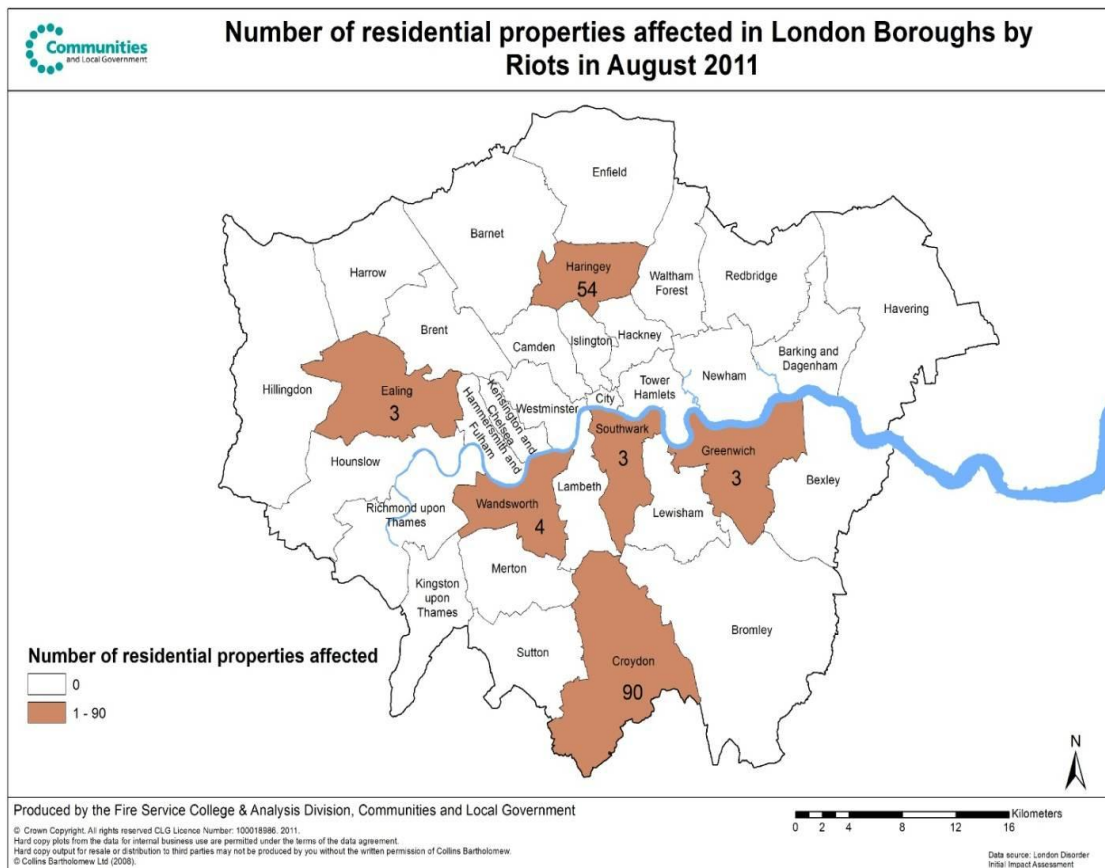 Communities
and Local Government
Number of residential properties affected in London Boroughs by
Riots in August 2011
Enfield
Barnet
Harrow
Haringey
54
Waltham
Forest
Redbridge
Havering
Brent
Camden
Islington
Hackney
Barking and
Dagenham
Hillingdon
Ealing
3
Kensington and
Chelsea
Hammersmith and
Fulham
Westminster
City
Tower
Hamlets
Newham
Hounslow
Southwark
3
Greenwich
3
Bexley
Richmond upon
Thames
Wandsworth
4
Lambeth
Lewisham
Merton
Kingston
upon
Thames
Sutton
Croydon
90
Bromley
Number of residential properties affected
0
1 - 90
N
Produced by the Fire Service College & Analysis Division, Communities and Local Government
© Crown Copyright. All rights reserved CLG Licence Number: 100018986. 2011.
Hard copy plots from the data for internal business use are permitted under the terms of the data agreement.
Hard copy output for resale or distribution to third parties may not be produced by you without the written permission of Collins Bartholomew.
© Collins Bartholomew Ltd (2008).
Kilometers
0 2 4 8 12 16
Data source: London Disorder
Initial Impact Assessment